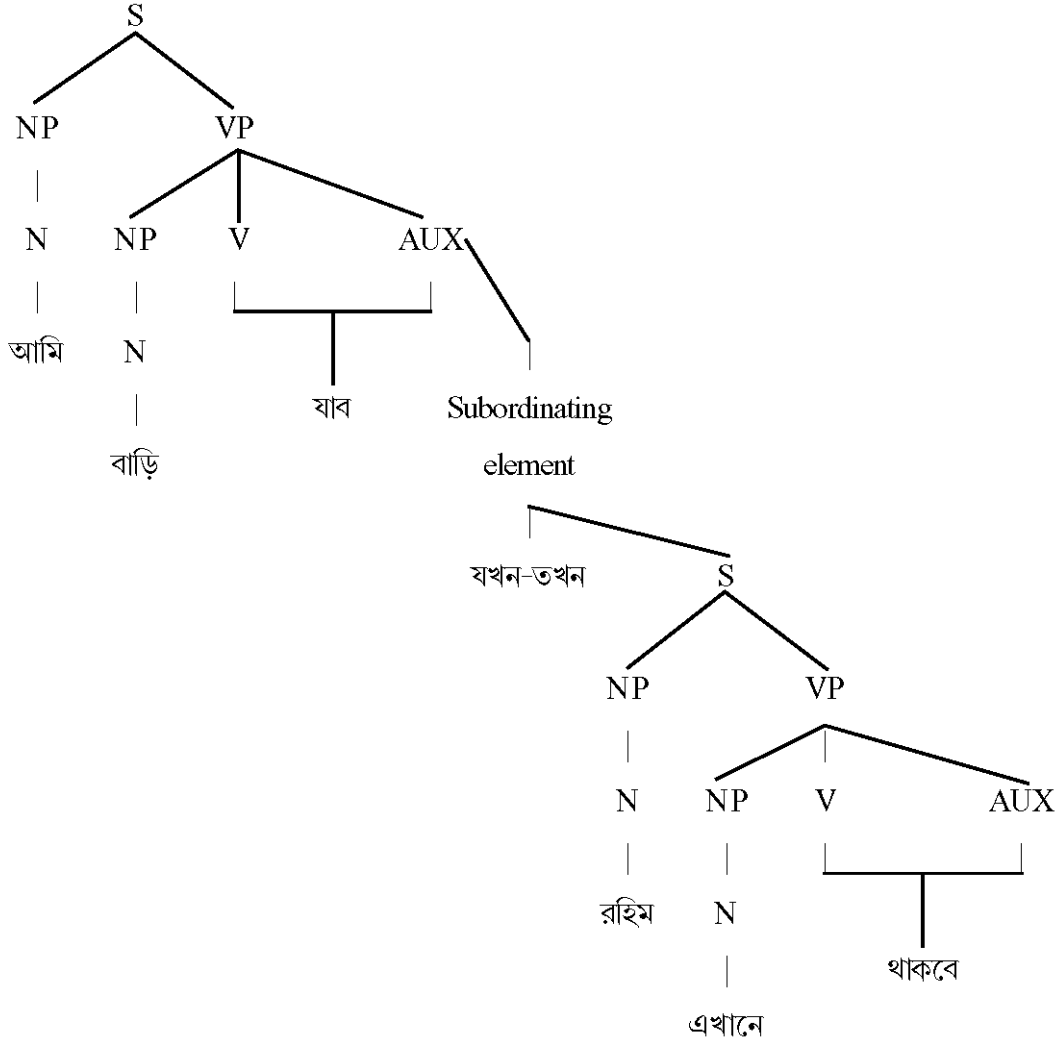 S
NP VP
N NP V AUX
আমি N
যাব Subordinating
বাড়ি element
যখন-তখন S
NP VP
N NP V AUX
রহিম N
থাকবে
এখানে